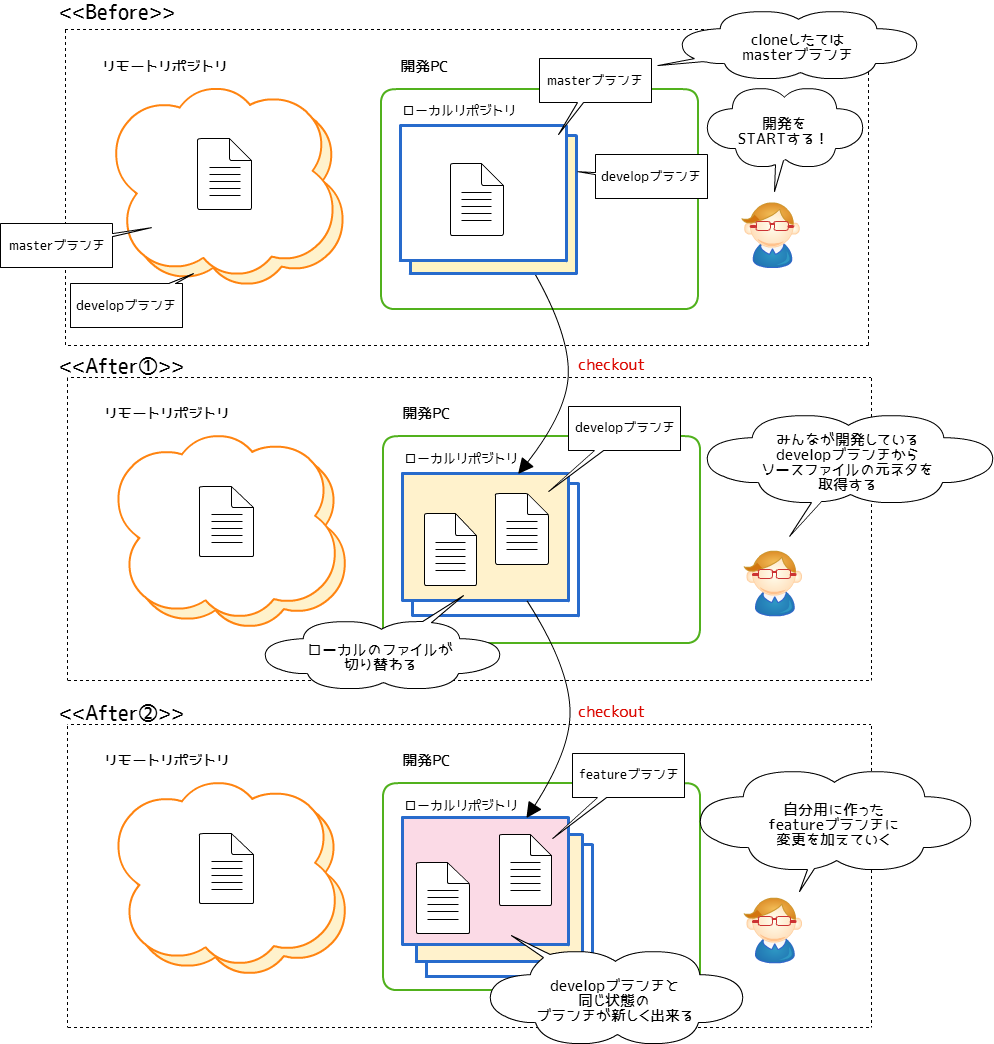 <<Before>>
cloneしたては
masterブランチ
リモートリポジトリ
開発PC
masterブランチ
ローカルリポジトリ
開発を
STARTする！
developブランチ
masterブランチ
developブランチ
<<After①>>
checkout
リモートリポジトリ
開発PC
developブランチ
ローカルリポジトリ
みんなが開発している
developブランチから
ソースファイルの元ネタを
取得する
ローカルのファイルが
切り替わる
<<After②>>
checkout
リモートリポジトリ
開発PC
featureブランチ
ローカルリポジトリ
自分用に作った
featureブランチに
変更を加えていく
developブランチと
同じ状態の
ブランチが新しく出来る